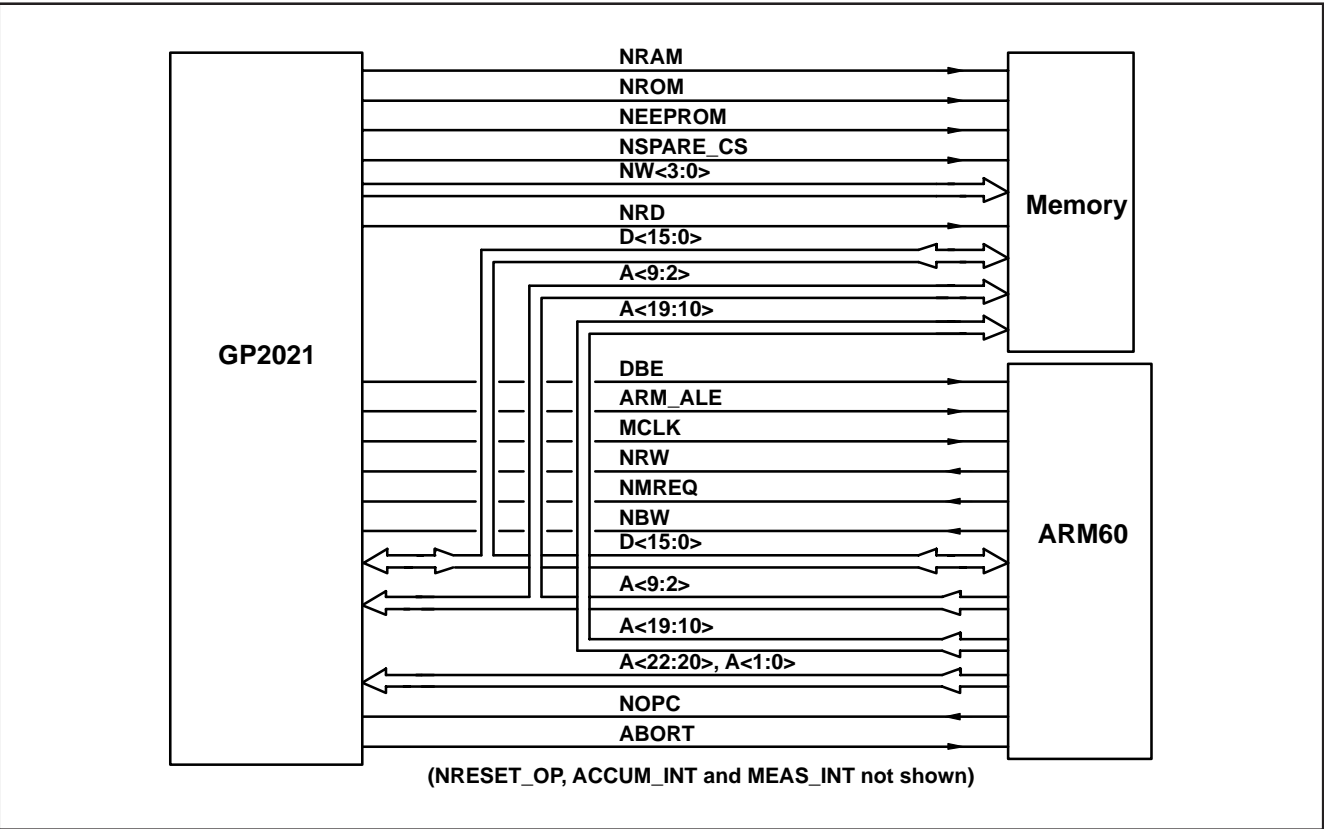 NRAM
NROM
NEEPROM
NSPARE_CS
NW<3:0>
NRD
D<15:0>
A<9:2>
A<19:10>
Memory
GP2021
DBE
ARM_ALE
MCLK
NRW
NMREQ
NBW
D<15:0>
A<9:2>
A<19:10>
A<22:20>, A<1:0>
NOPC
ABORT
ARM60
(NRESET_OP, ACCUM_INT and MEAS_INT not shown)